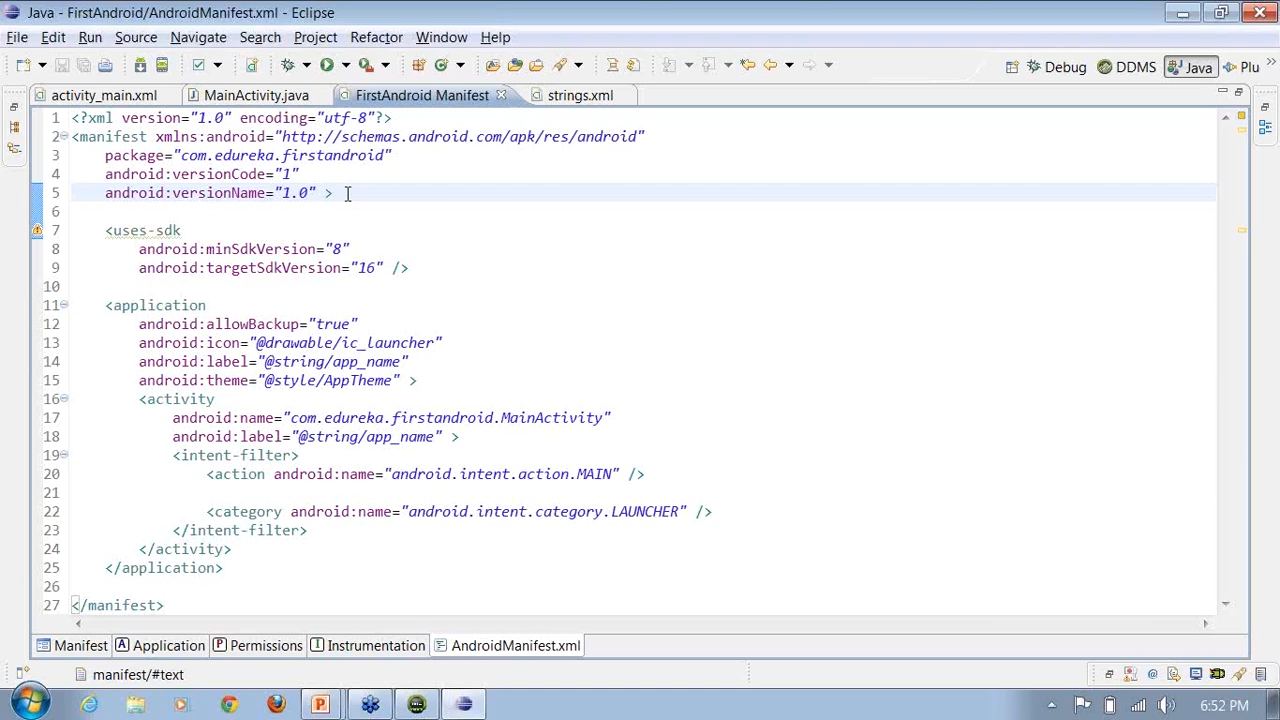 Java - FirstAndroid/AndroidManifest.xml - Eclipse
File Edit Run Source Navigate Search Project Refactor Window Help
Debug DDMS Java Plu
activity_main.xml MainActivity.java FirstAndroid Manifest strings.xml
1 <?xml version="1.0" encoding="utf-8"?>
2 <manifest xmlns:android="http://schemas.android.com/apk/res/android"
3 package="com.edureka.firstandroid"
4 android:versionCode="1"
5 android:versionName="1.0" >
6
7 <uses-sdk
8 android:minSdkVersion="8"
9 android:targetSdkVersion="16" />
10
11 <application
12 android:allowBackup="true"
13 android:icon="@drawable/ic_launcher"
14 android:label="@string/app_name"
15 android:theme="@style/AppTheme" >
16 <activity
17 android:name="com.edureka.firstandroid.MainActivity"
18 android:label="@string/app_name" >
19 <intent-filter>
20 <action android:name="android.intent.action.MAIN" />
21
22 <category android:name="android.intent.category.LAUNCHER" />
23 </intent-filter>
24 </activity>
25 </application>
26
27 </manifest>
Manifest A Application P Permissions I Instrumentation AndroidManifest.xml
manifest/#text
6:52 PM